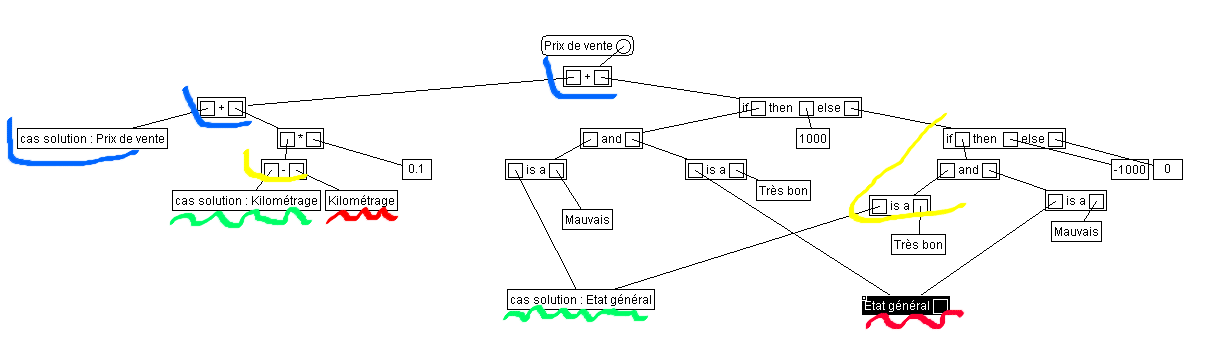 Prix de vente
+
+
if then else
cas solution : Prix de vente
*
and
1000
if then else
-
0.1
is a
is a
and
-1000
0
cas solution : Kilométrage
Kilométrage
Très bon
is a
is a
Mauvais
Très bon
Mauvais
cas solution : Etat général
Etat général